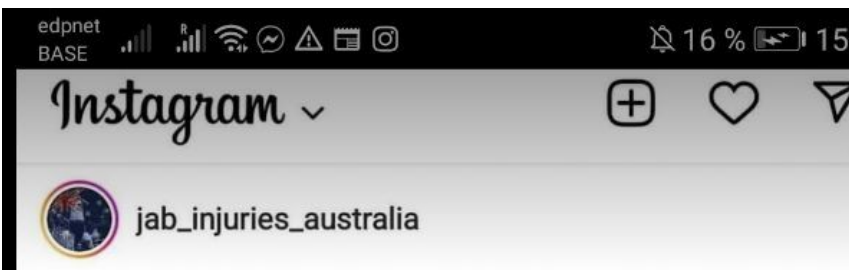 edpnet
BASE
R
16 % 15
Instagram
jab_injuries_australia